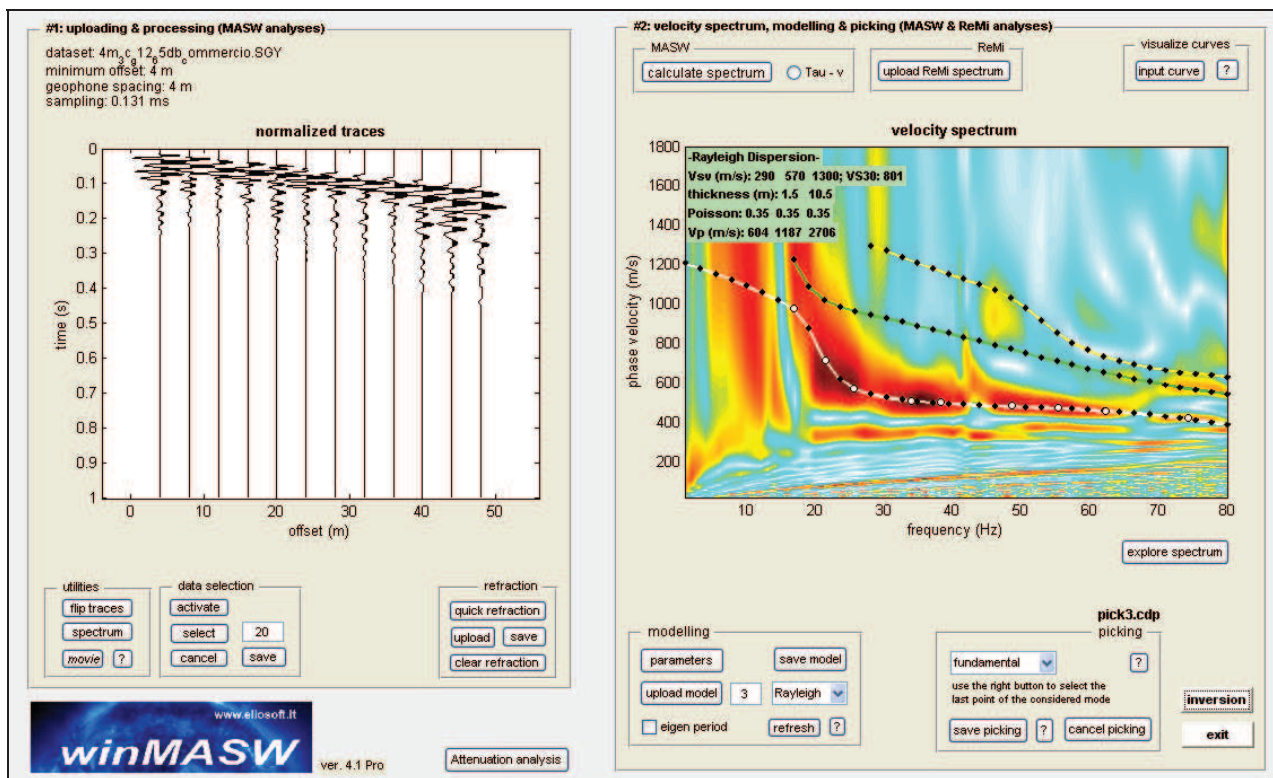 #1: uploading & processing (MASW analyses)
dataset: 4m3cg12_65dbcommercio.SGY
minimum offset: 4 m
geophone spacing: 4 m
sampling: 0.131 ms
normalized traces
0
0.1
0.2
0.3
0.4
0.5
0.6
0.7
0.8
0.9
1
time (s)
0 10 20 30 40 50
offset (m)
utilities
flip traces
spectrum
movie ?
data selection
activate
select 20
cancel save
refraction
quick refraction
upload save
clear refraction
www.eliosoft.it
winMASW
ver. 4.1 Pro
Attenuation analysis
#2: velocity spectrum, modelling & picking (MASW & ReMi analyses)
MASW
calculate spectrum Tau - v
ReMi
upload ReMi spectrum
visualize curves
input curve ?
velocity spectrum
-Rayleigh Dispersion-
Vsv (m/s): 290 570 1300; VS30: 801
thickness (m): 1.5 10.5
Poisson: 0.35 0.35 0.35
Vp (m/s): 604 1187 2706
1800
1600
1400
1200
1000
800
600
400
200
phase velocity (m/s)
10 20 30 40 50 60 70 80
frequency (Hz)
explore spectrum
modelling
parameters save model
upload model 3 Rayleigh
eigen period refresh ?
pick3.cdp
picking
fundamental ?
use the right button to select the
last point of the considered mode
save picking ? cancel picking
inversion
exit